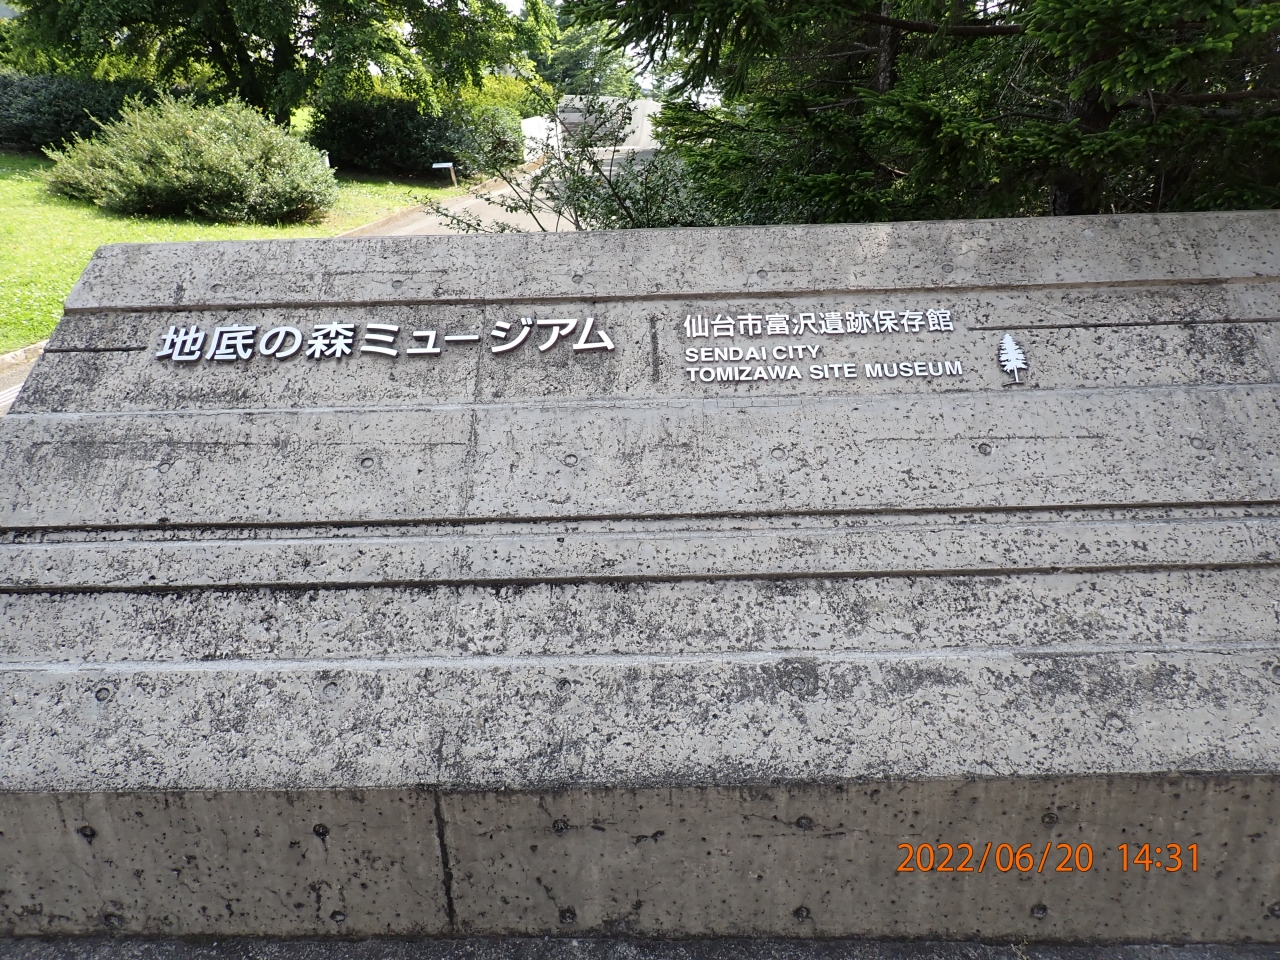 地底の森ミュージアム
仙台市富沢遺跡保存館
SENDAI CITY
TOMIZAWA SITE MUSEUM
2022/06/20 14:31